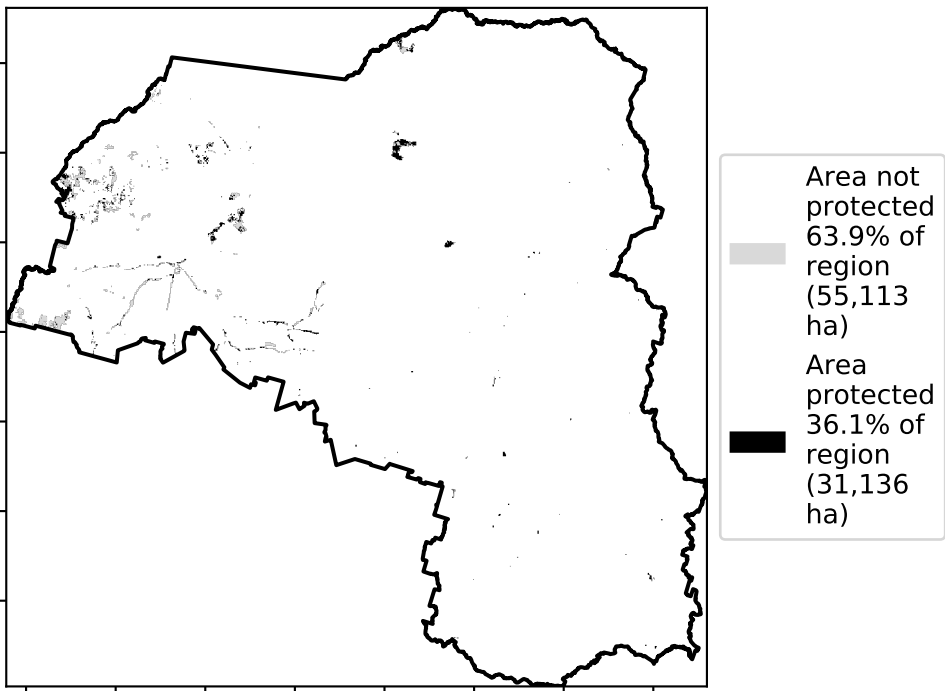 Area not
protected
63.9% of
region
(55,113
ha)
Area
protected
36.1% of
region
(31,136
ha)